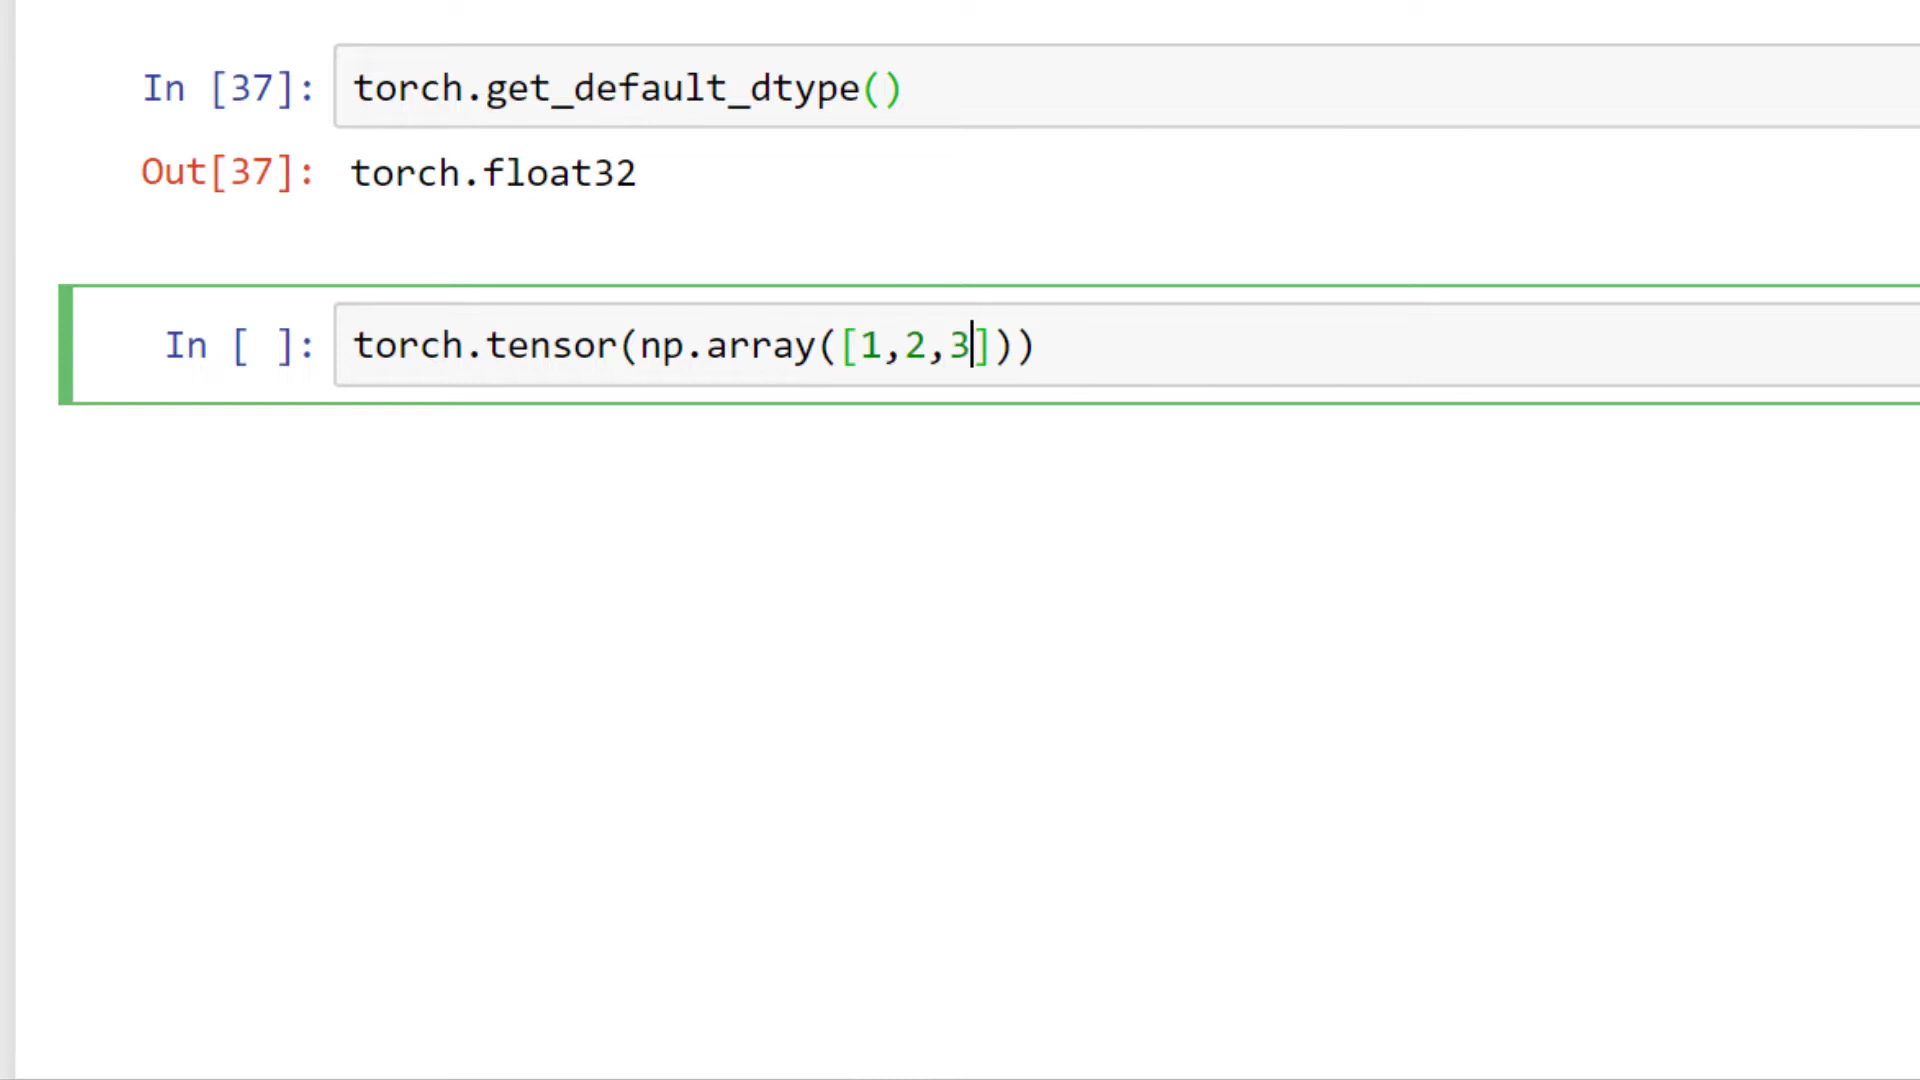 In [37]: torch.get_default_dtype()
Out[37]: torch.float32
In [ ]: torch.tensor(np.array([1,2,3]))